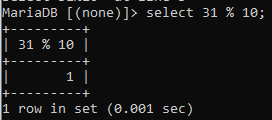 MariaDB [(none)]> select 31 % 10;
+---------+
| 31 % 10 |
+---------+
|       1 |
+---------+
1 row in set (0.001 sec)